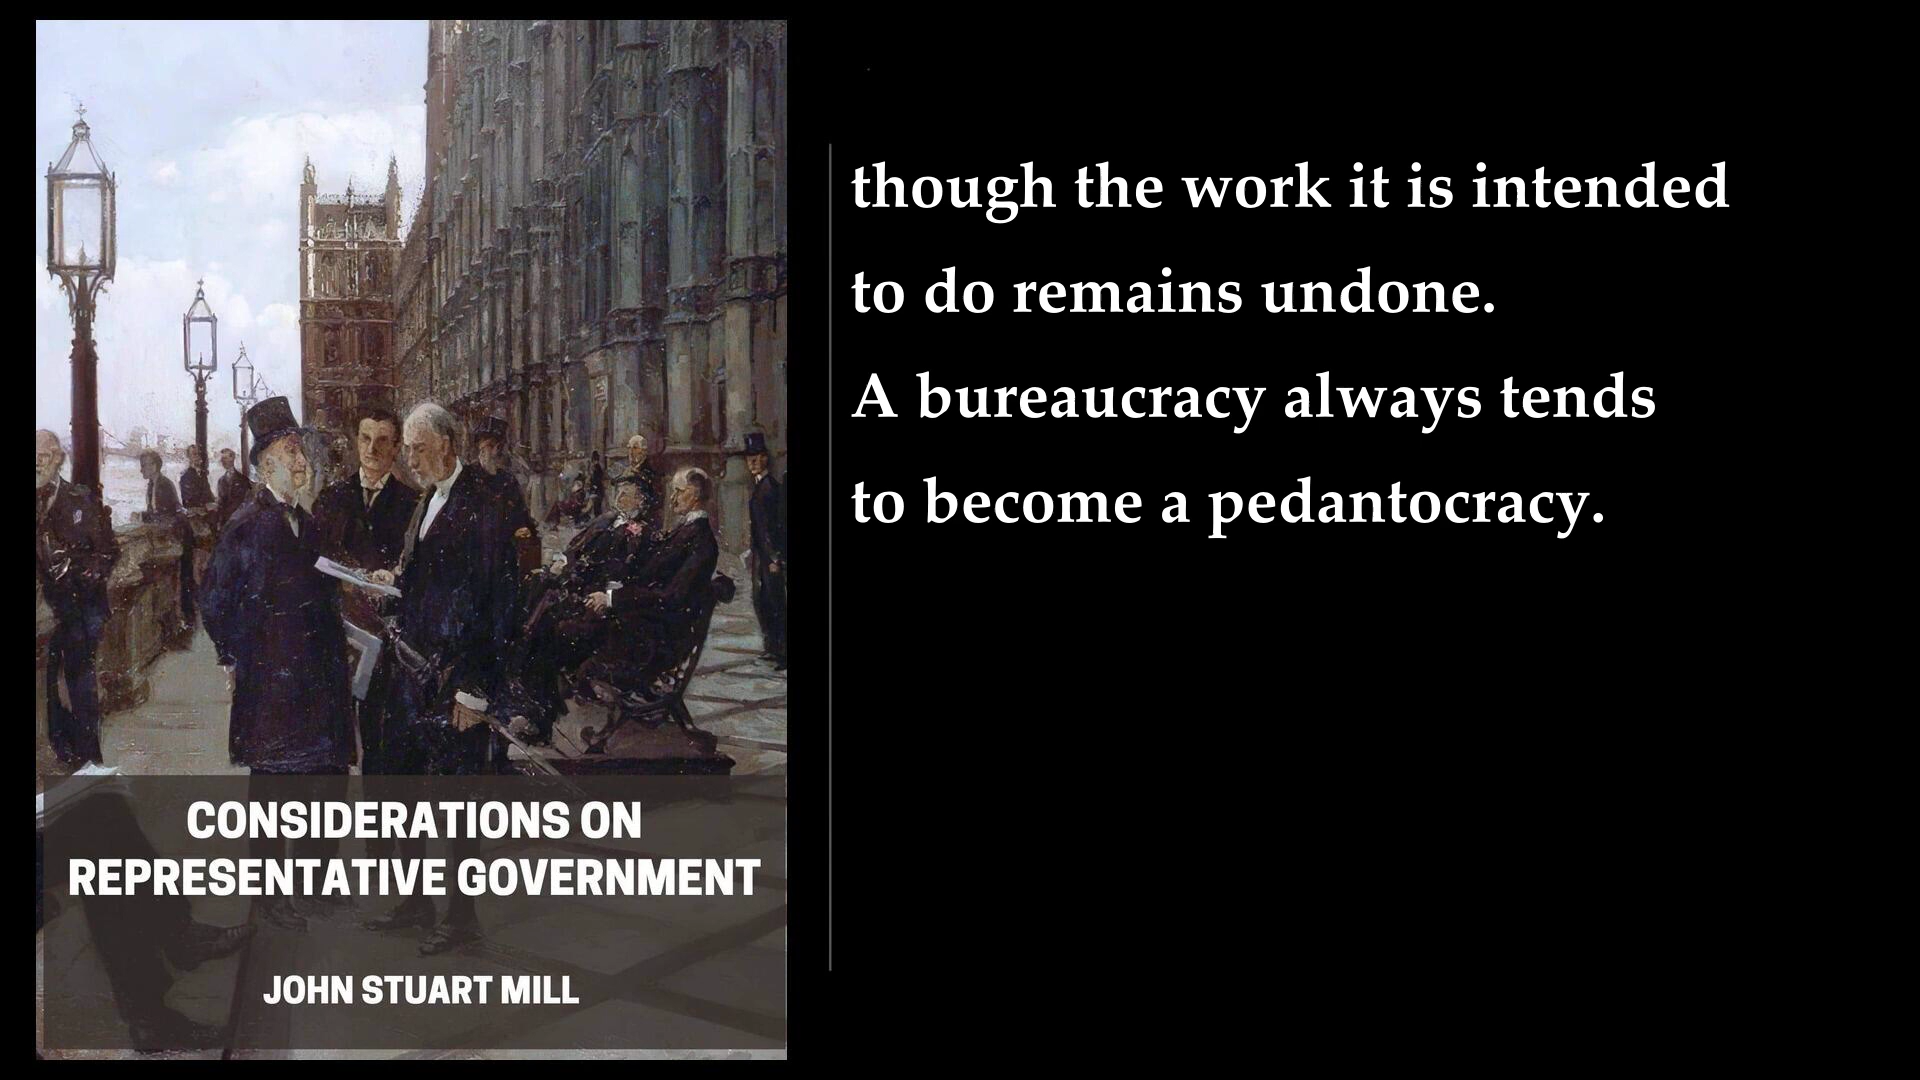 though the work it is intended
to do remains undone.
A bureaucracy always tends
to become a pedantocracy.
CONSIDERATIONS ON
REPRESENTATIVE GOVERNMENT
JOHN STUART MILL